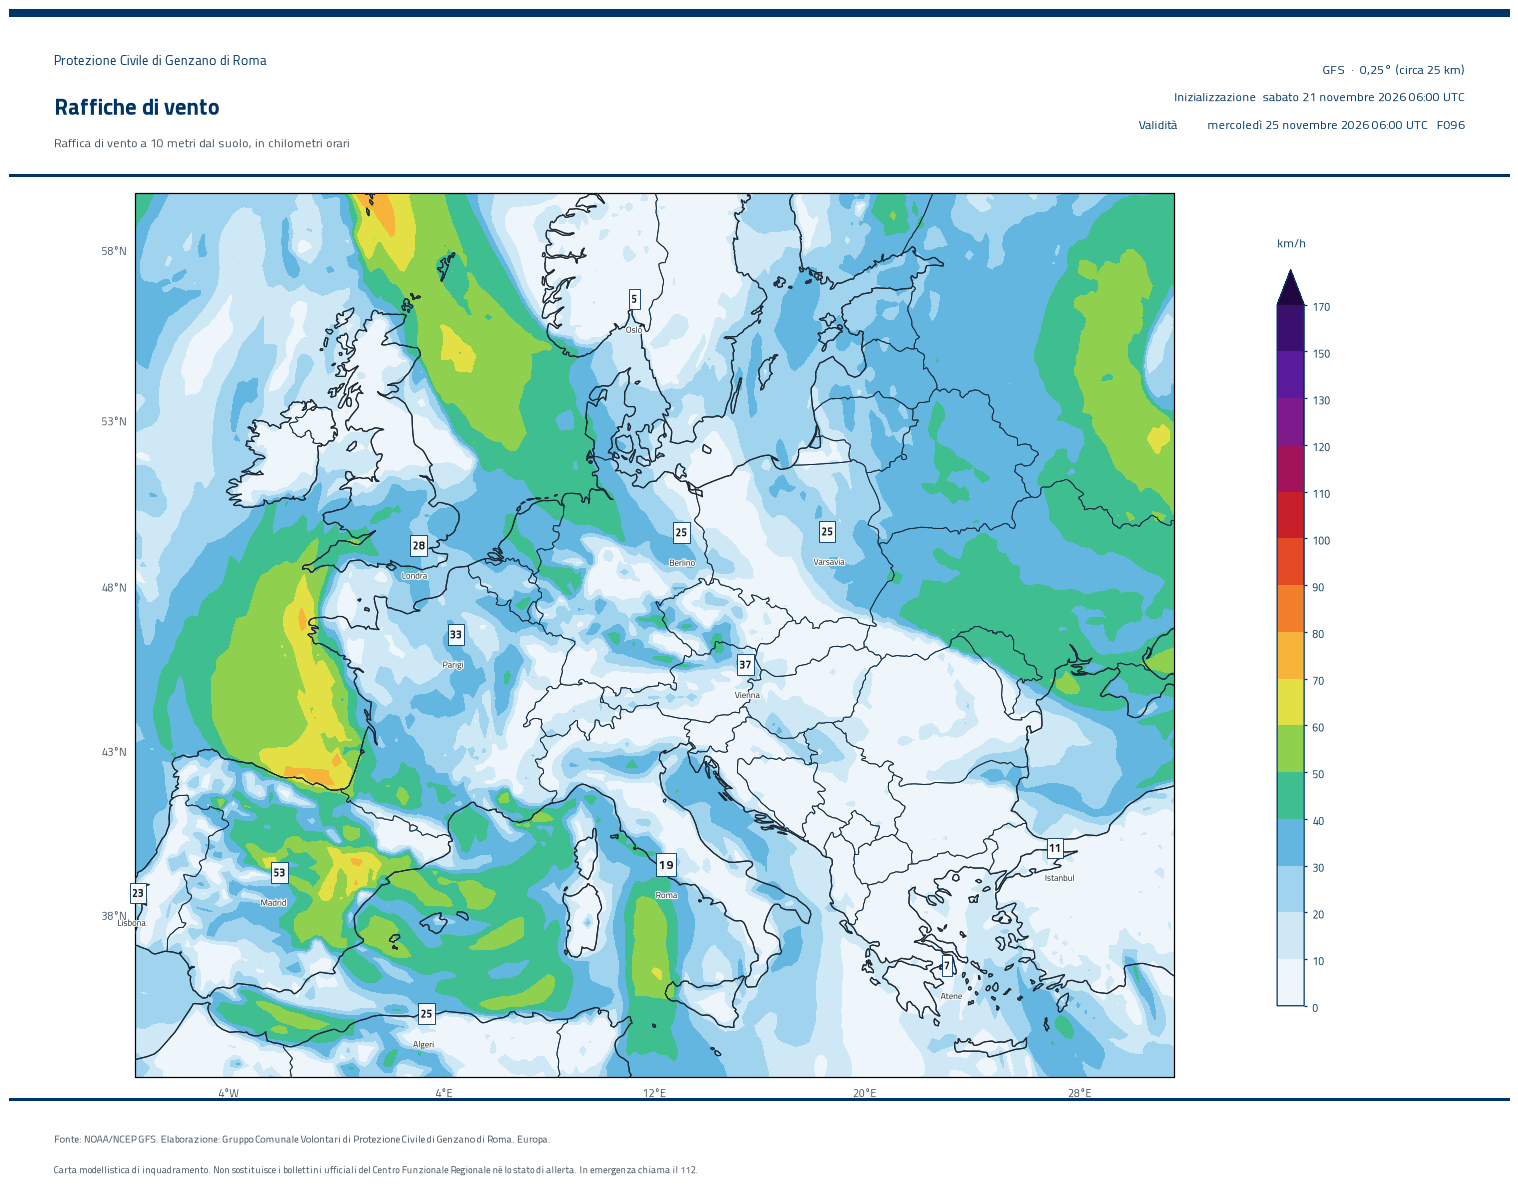 Protezione Civile di Genzano di Roma
Raffiche di vento
Raffica di vento a 10 metri dal suolo, in chilometri orari
GFS · 0,25° (circa 25 km)
Inizializzazione sabato 21 novembre 2026 06:00 UTC
Validità mercoledì 25 novembre 2026 06:00 UTC F096
58°N
53°N
48°N
43°N
38°N
4°W
4°E
12°E
20°E
28°E
5
Oslo
28
Londra
25
Berlino
25
Varsavia
33
Parigi
37
Vienna
53
Madrid
23
Lisbona
19
Roma
11
Istanbul
7
Atene
25
Algeri
km/h
170
150
130
120
110
100
90
80
70
60
50
40
30
20
10
0
Fonte: NOAA/NCEP GFS. Elaborazione: Gruppo Comunale Volontari di Protezione Civile di Genzano di Roma. Europa.
Carta modellistica di inquadramento. Non sostituisce i bollettini ufficiali del Centro Funzionale Regionale né lo stato di allerta. In emergenza chiama il 112.